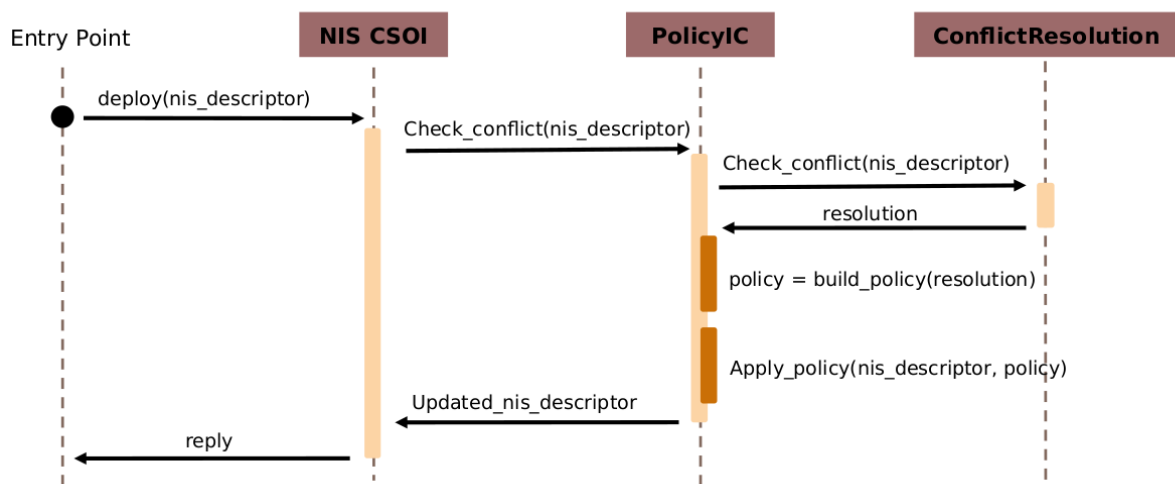 Entry Point
NIS CSOI
PolicyIC
ConflictResolution
deploy(nis_descriptor)
Check_conflict(nis_descriptor)
Check_conflict(nis_descriptor)
resolution
policy = build_policy(resolution)
Apply_policy(nis_descriptor, policy)
Updated_nis_descriptor
reply